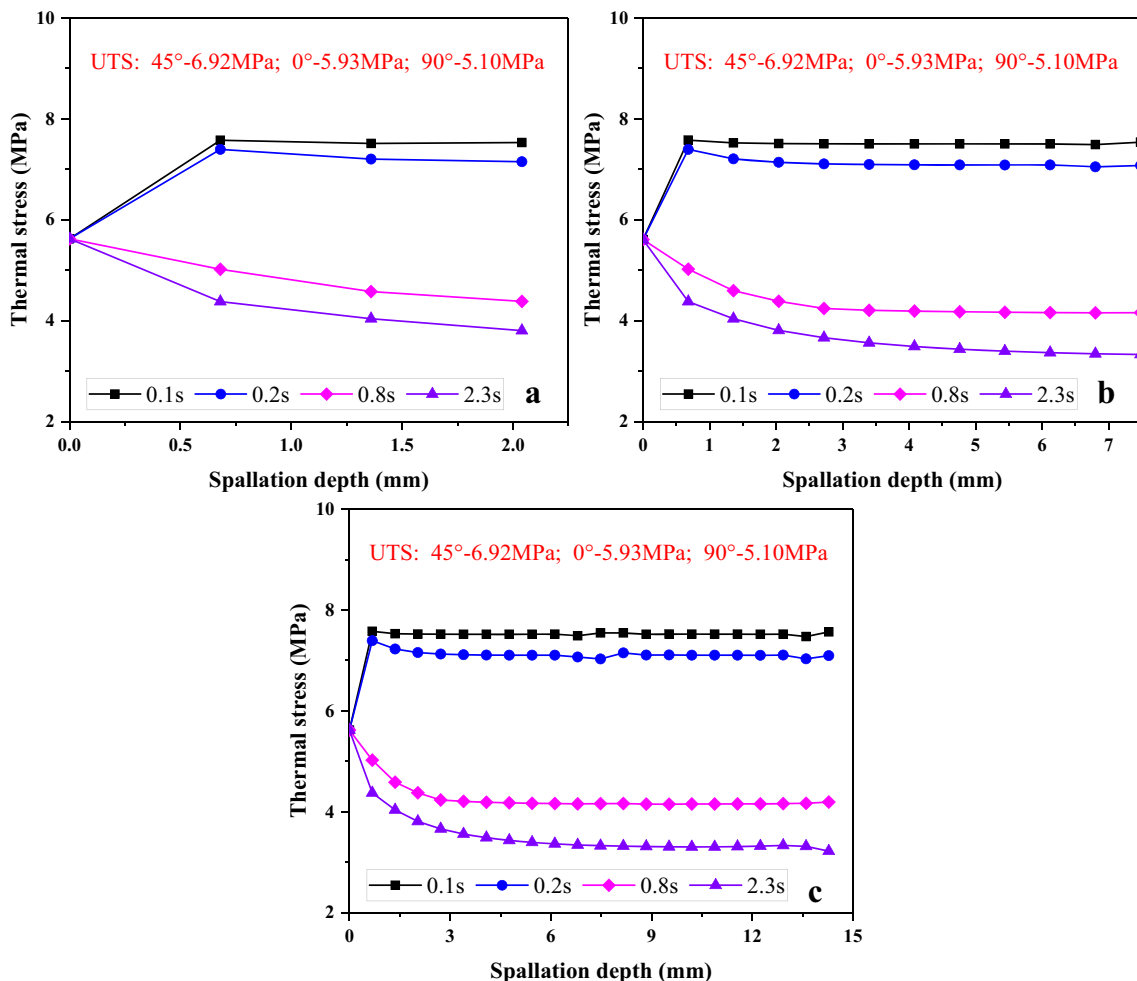 10
8
6
4
2
Thermal stress (MPa)
UTS: 45°-6.92MPa; 0°-5.93MPa; 90°-5.10MPa
0.1s 0.2s 0.8s 2.3s
a
0.0 0.5 1.0 1.5 2.0
Spallation depth (mm)
10
8
6
4
2
Thermal stress (MPa)
UTS: 45°-6.92MPa; 0°-5.93MPa; 90°-5.10MPa
0.1s 0.2s 0.8s 2.3s
b
0 1 2 3 4 5 6 7
Spallation depth (mm)
10
8
6
4
2
Thermal stress (MPa)
UTS: 45°-6.92MPa; 0°-5.93MPa; 90°-5.10MPa
0.1s 0.2s 0.8s 2.3s
c
0 3 6 9 12 15
Spallation depth (mm)